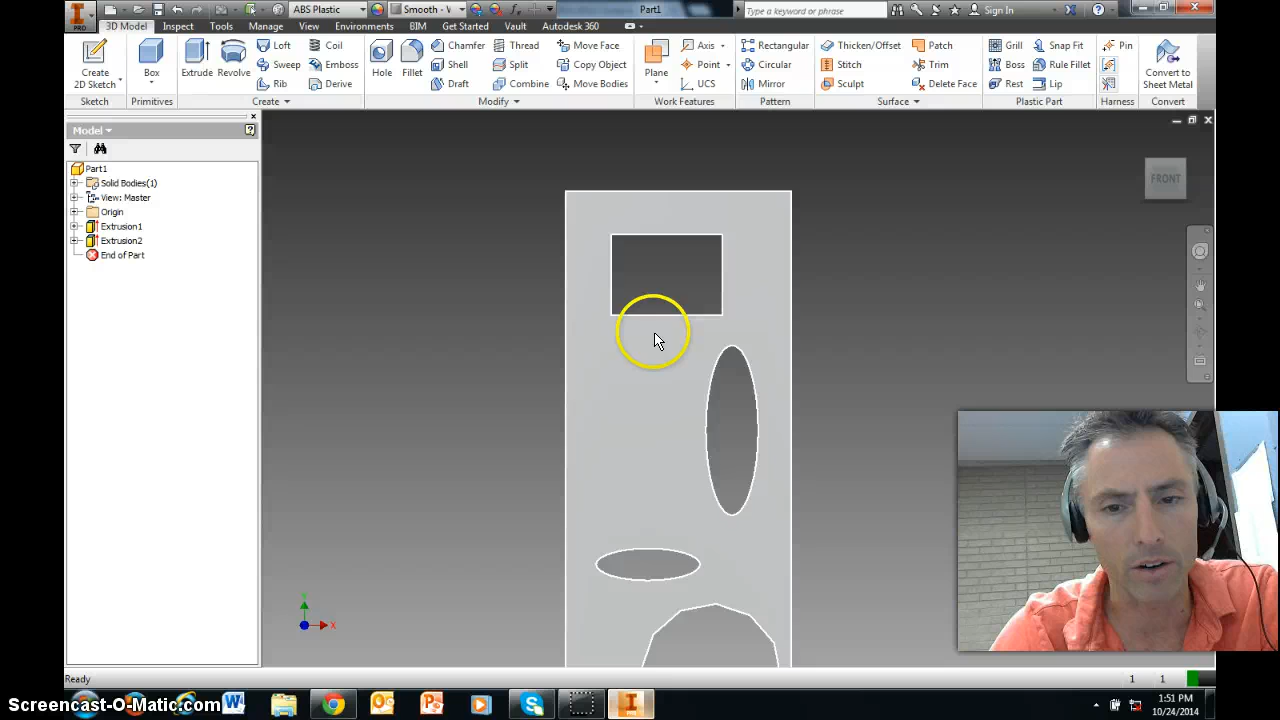 PRO
ABS Plastic
Smooth - V
Part1
Type a keyword or phrase
Sign In
3D Model Inspect Tools Manage View Environments BIM Get Started Vault Autodesk 360
Create 2D Sketch
Box
Extrude
Revolve
Loft
Sweep
Rib
Coil
Emboss
Derive
Hole
Fillet
Chamfer
Shell
Draft
Thread
Split
Combine
Move Face
Copy Object
Move Bodies
Plane
Axis
Point
UCS
Rectangular
Circular
Mirror
Thicken/Offset
Stitch
Sculpt
Patch
Trim
Delete Face
Grill
Boss
Rest
Snap Fit
Rule Fillet
Lip
Pin
Convert to Sheet Metal
Sketch Primitives Create Modify Work Features Pattern Surface Plastic Part Harness Convert
Model
Part1
Solid Bodies(1)
View: Master
Origin
Extrusion1
Extrusion2
End of Part
FRONT
Y
X
Ready
1 1
Screencast-O-Matic.com
1:51 PM
10/24/2014